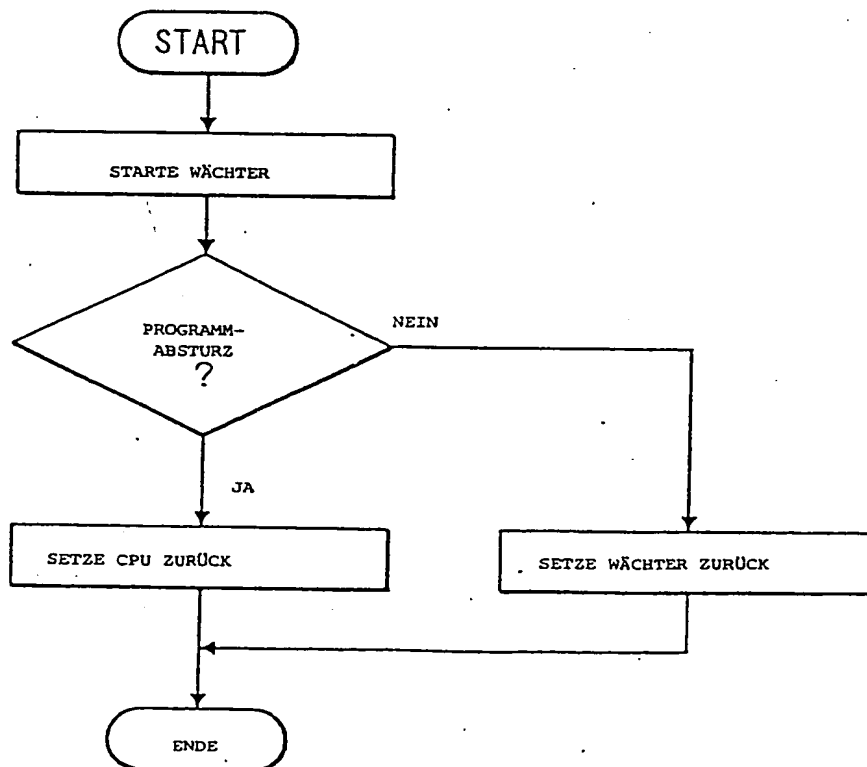 START
STARTE WÄCHTER
PROGRAMM-
ABSTURZ
?
NEIN
JA
SETZE CPU ZURÜCK
SETZE WÄCHTER ZURÜCK
ENDE